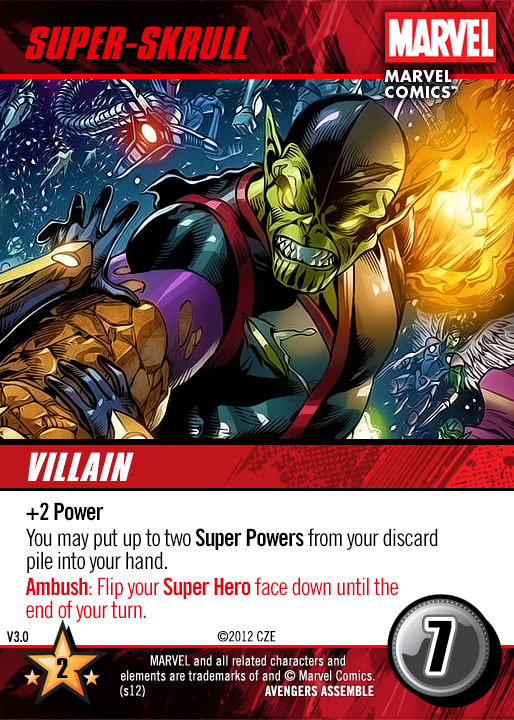 SUPER-SKRULL
MARVEL
MARVEL
COMICS™
VILLAIN
+2 Power
You may put up to two Super Powers from your discard
pile into your hand.
Ambush: Flip your Super Hero face down until the
end of your turn.
7
V3.0
©2012 CZE
2
MARVEL and all related characters and
elements are trademarks of and © Marvel Comics.
(s12)
AVENGERS ASSEMBLE